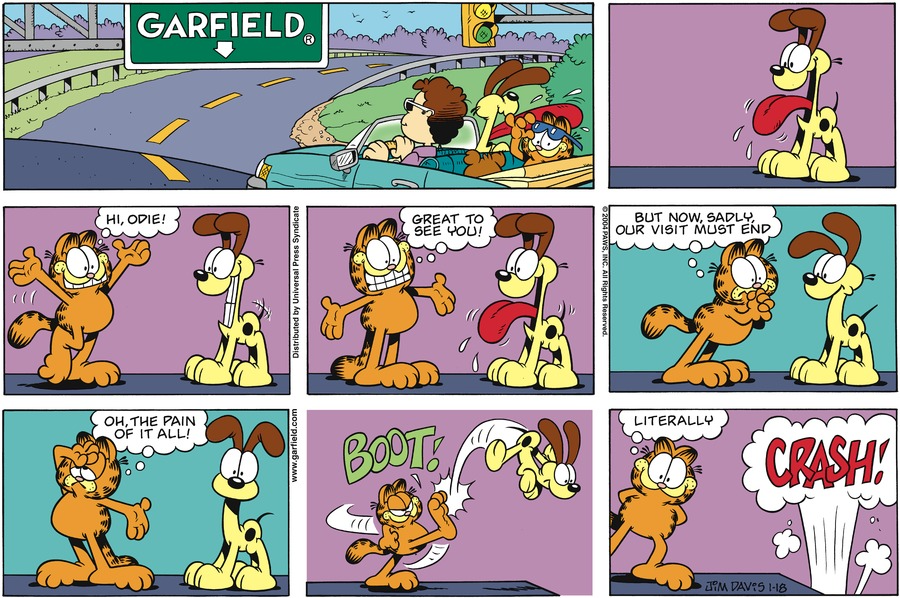 GARFIELD
®
HI, ODIE!
Distributed by Universal Press Syndicate
GREAT TO
SEE YOU!
© 2004 PAWS, INC. All Rights Reserved.
BUT NOW, SADLY,
OUR VISIT MUST END
OH, THE PAIN
OF IT ALL!
www.garfield.com
BOOT!
LITERALLY
CRASH!
JIM DAVIS 1-18